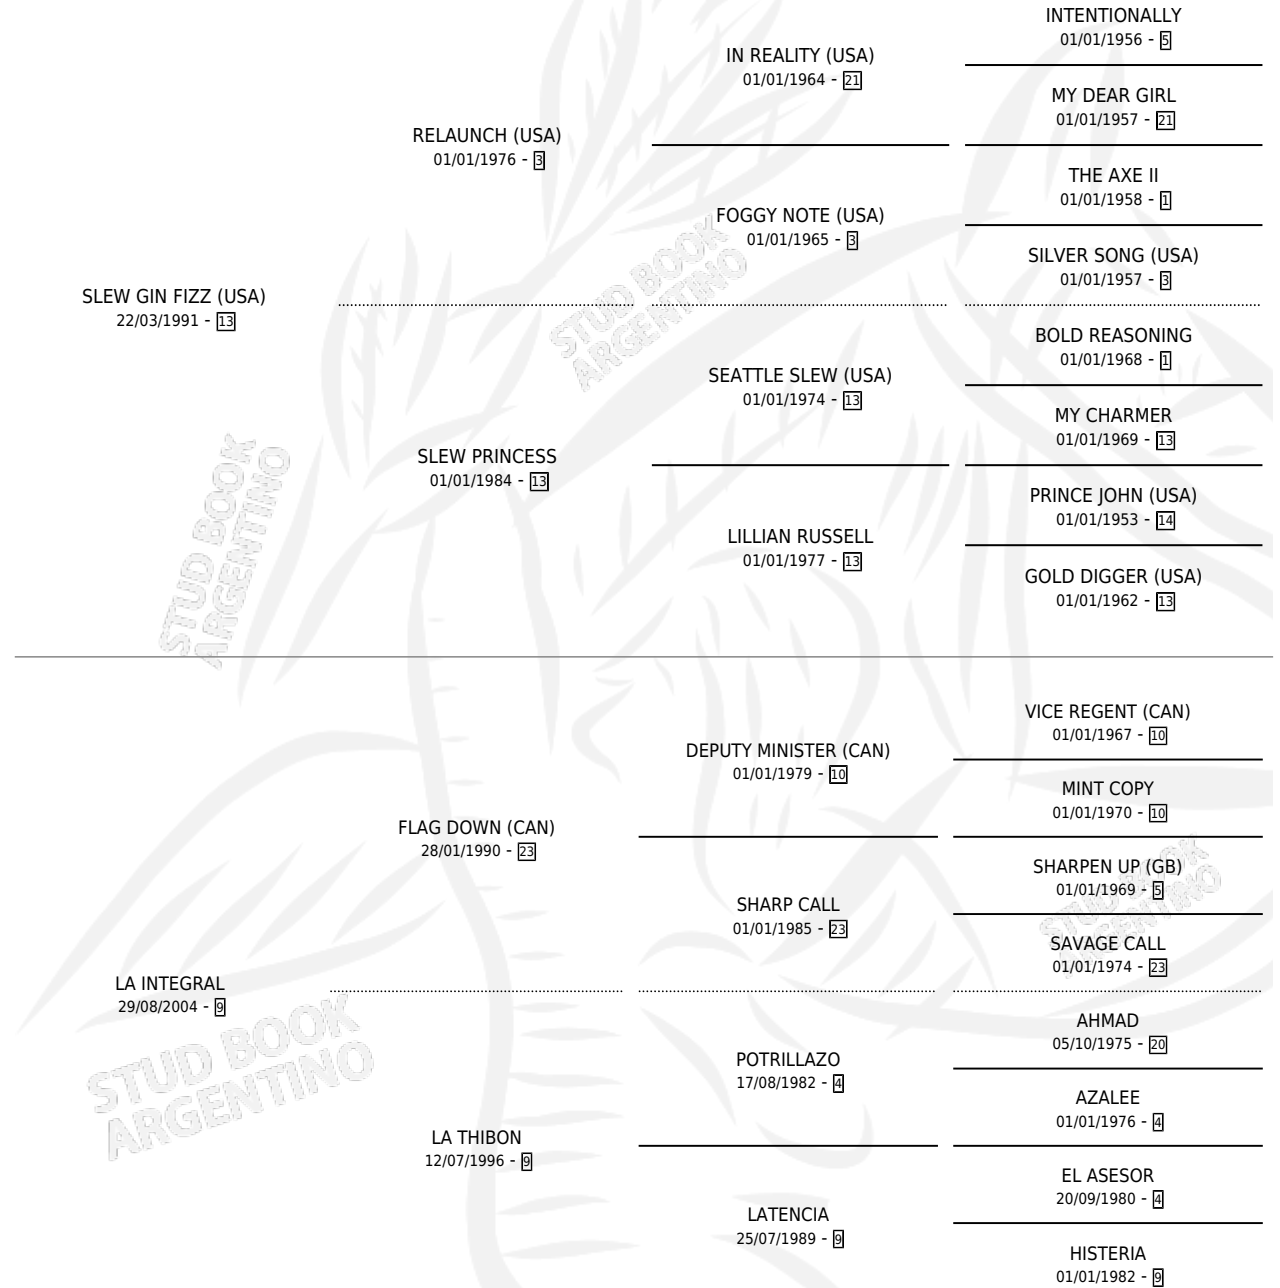 INTENTIONALLY
01/01/1956 - 5
IN REALITY (USA)
01/01/1964 - 21
MY DEAR GIRL
01/01/1957 - 21
RELAUNCH (USA)
01/01/1976 - 3
THE AXE II
01/01/1958 - 1
FOGGY NOTE (USA)
01/01/1965 - 3
SILVER SONG (USA)
01/01/1957 - 3
SLEW GIN FIZZ (USA)
22/03/1991 - 13
BOLD REASONING
01/01/1968 - 1
SEATTLE SLEW (USA)
01/01/1974 - 13
MY CHARMER
01/01/1969 - 13
SLEW PRINCESS
01/01/1984 - 13
PRINCE JOHN (USA)
01/01/1953 - 14
LILLIAN RUSSELL
01/01/1977 - 13
GOLD DIGGER (USA)
01/01/1962 - 13
VICE REGENT (CAN)
01/01/1967 - 10
DEPUTY MINISTER (CAN)
01/01/1979 - 10
MINT COPY
01/01/1970 - 10
FLAG DOWN (CAN)
28/01/1990 - 23
SHARPEN UP (GB)
01/01/1969 - 5
SHARP CALL
01/01/1985 - 23
SAVAGE CALL
01/01/1974 - 23
LA INTEGRAL
29/08/2004 - 9
AHMAD
05/10/1975 - 20
POTRILLAZO
17/08/1982 - 4
AZALEE
01/01/1976 - 4
LA THIBON
12/07/1996 - 9
EL ASESOR
20/09/1980 - 4
LATENCIA
25/07/1989 - 9
HISTERIA
01/01/1982 - 9
STUD BOOK
ARGENTINO
STUD BOOK
ARGENTINO
STUD BOOK
ARGENTINO
STUD BOOK
ARGENTINO